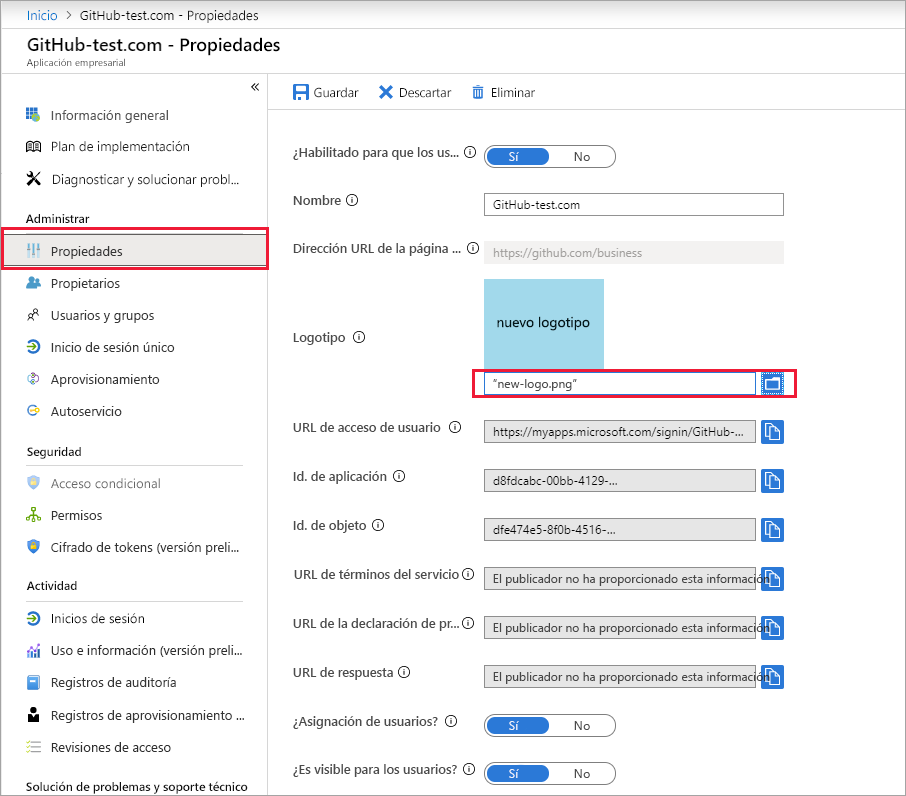 Inicio > GitHub-test.com - Propiedades
GitHub-test.com - Propiedades
Aplicación empresarial
«
Información general
Plan de implementación
Diagnosticar y solucionar probl...
Administrar
Propiedades
Propietarios
Usuarios y grupos
Inicio de sesión único
Aprovisionamiento
Autoservicio
Seguridad
Acceso condicional
Permisos
Cifrado de tokens (versión preli...
Actividad
Inicios de sesión
Uso e información (versión preli...
Registros de auditoría
Registros de aprovisionamiento ...
Revisiones de acceso
Solución de problemas y soporte técnico
Guardar Descartar Eliminar
¿Habilitado para que los us... Sí No
Nombre GitHub-test.com
Dirección URL de la página ... https://github.com/business
nuevo logotipo
Logotipo
"new-logo.png"
URL de acceso de usuario https://myapps.microsoft.com/signin/GitHub-...
Id. de aplicación d8fdcabc-00bb-4129-...
Id. de objeto dfe474e5-8f0b-4516-...
URL de términos del servicio El publicador no ha proporcionado esta información
URL de la declaración de pr... El publicador no ha proporcionado esta información
URL de respuesta El publicador no ha proporcionado esta información
¿Asignación de usuarios? Sí No
¿Es visible para los usuarios? Sí No